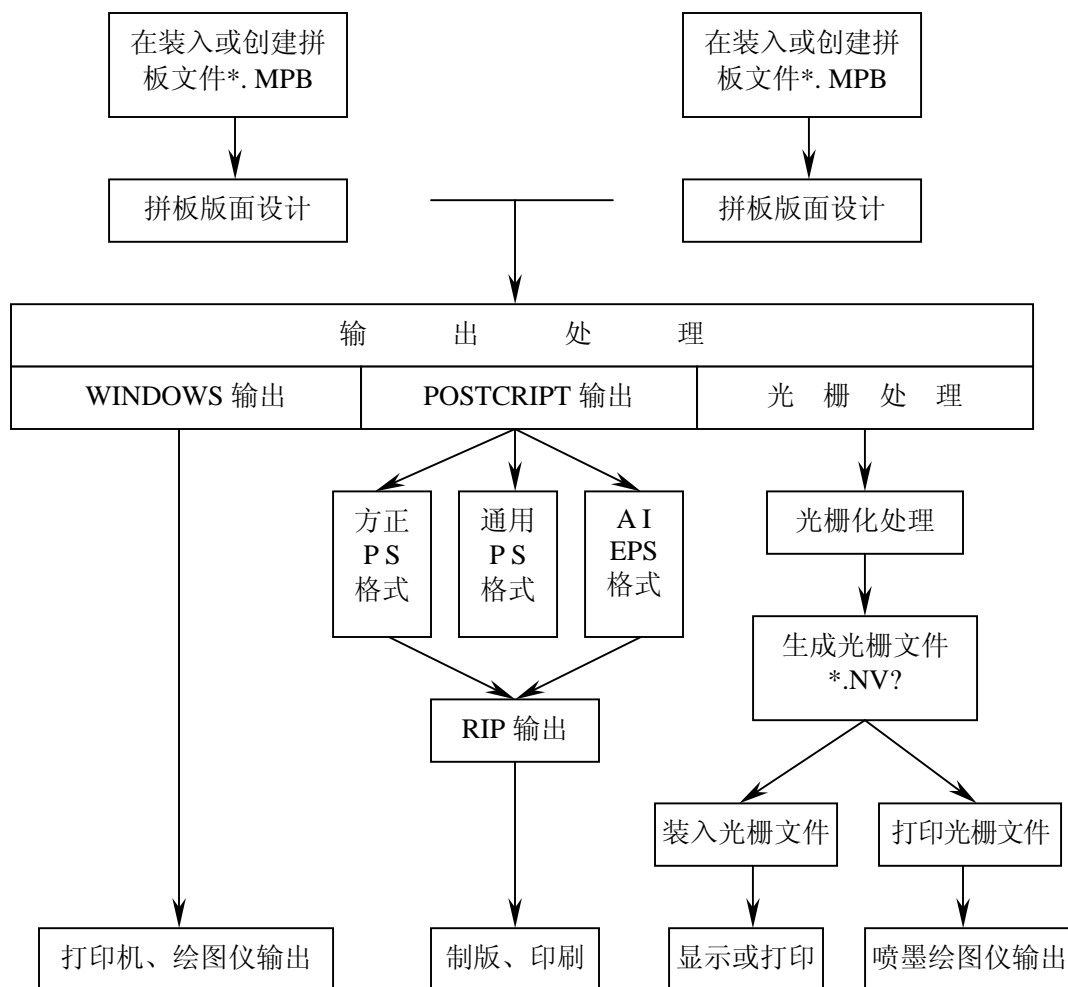 在装入或创建拼
板文件*. MPB
在装入或创建拼
板文件*. MPB
拼板版面设计
拼板版面设计
输 出 处 理
WINDOWS 输出
POSTCRIPT 输出
光 栅 处 理
方正
P S
格式
通用
P S
格式
A I
EPS
格式
光栅化处理
生成光栅文件
*.NV?
RIP 输出
装入光栅文件
打印光栅文件
打印机、绘图仪输出
制版、印刷
显示或打印
喷墨绘图仪输出